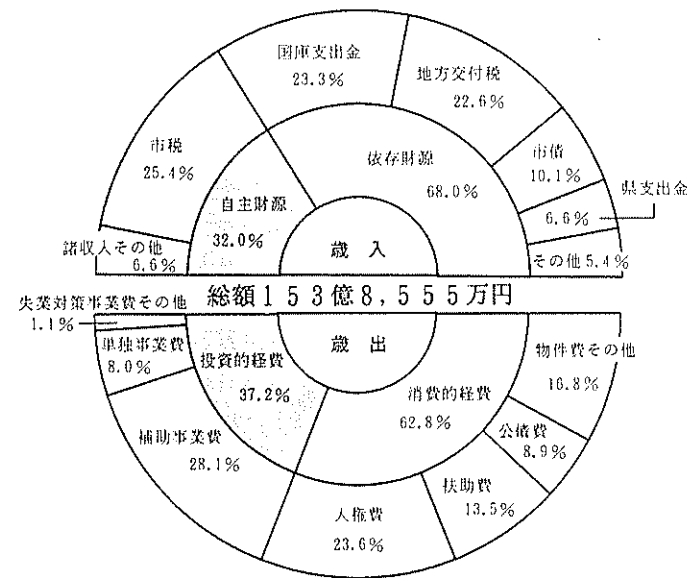 国庫支出金
23.3%
地方交付税
22.6%
市税
25.4%
依存財源
68.0%
市債
10.1%
県支出金
6.6%
自主財源
32.0%
諸収入その他
6.6%
歳入
その他5.4%
総額153億8,555万円
失業対策事業費その他
1.1%
単独事業費
8.0%
投資的経費
37.2%
歳出
消費的経費
62.8%
物件費その他
16.8%
補助事業費
28.1%
公債費
8.9%
扶助費
13.5%
人権費
23.6%